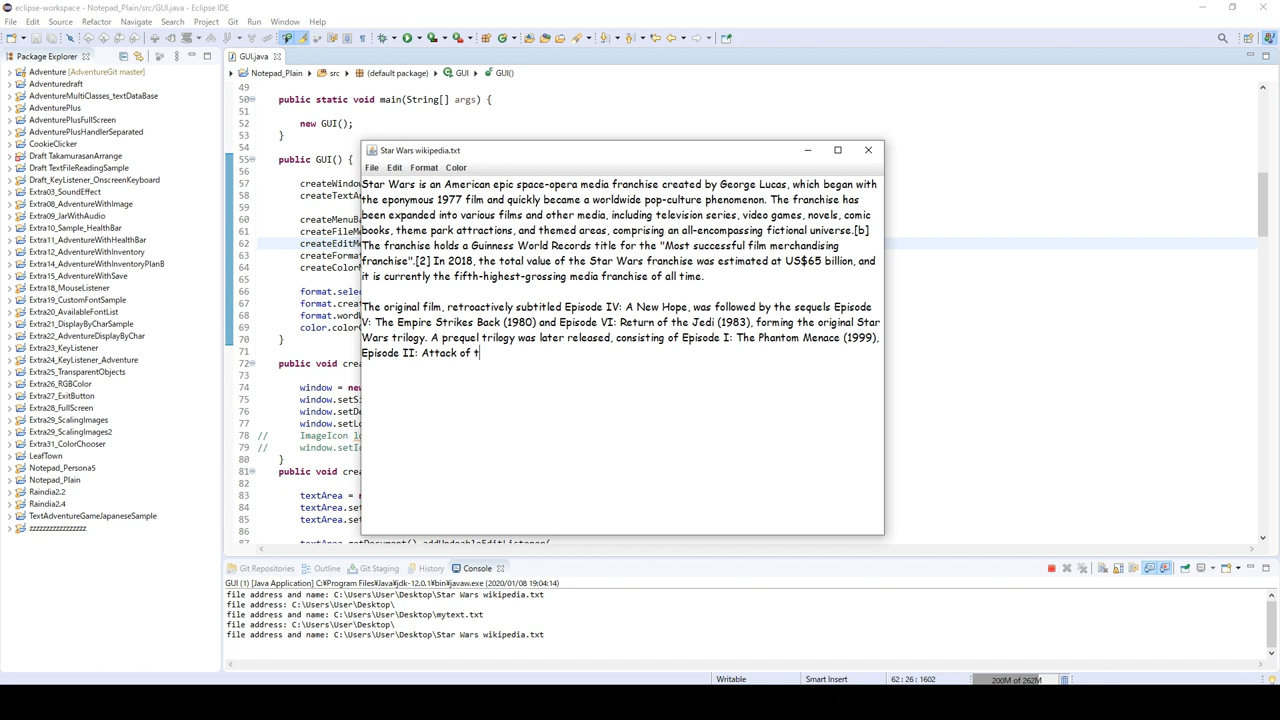 eclipse-workspace - Notepad_Plain/src/GUI.java - Eclipse IDE
File Edit Source Refactor Navigate Search Project Git Run Window Help
Package Explorer
Adventure [AdventureGit master]
Adventuredraft
AdventureMultiClasses_textDataBase
AdventurePlus
AdventurePlusFullScreen
AdventurePlusHandlerSeparated
CookieClicker
Draft TakamurasanArrange
Draft TextFileReadingSample
Draft_KeyListener_OnscreenKeyboard
Extra03_SoundEffect
Extra08_AdventureWithImage
Extra09_JarWithAudio
Extra10_Sample_HealthBar
Extra11_AdventureWithHealthBar
Extra12_AdventureWithInventory
Extra14_AdventureWithInventoryPlanB
Extra15_AdventureWithSave
Extra18_MouseListener
Extra19_CustomFontSample
Extra20_AvoidGettingLarge
Extra21_DisplayByCharSample
Extra22_AdventureDisplayByChar
Extra23_KeyListener
Extra24_KeyListener_Adventure
Extra25_TransparentObjects
Extra26_RGBColor
Extra27_ExitButton
Extra28_FullScreen
Extra29_ScalingImages
Extra29_ScalingImages2
Extra31_ColorChooser
LeafTown
Notepad_Persona5
Notepad_Plain
Raindia2.2
Raindia2.4
TextAdventureGameJapaneseSample
zzzzzzzzzzzzzzzzz
GUI.java
Notepad_Plain src (default package) GUI GUI()
49
50 public static void main(String[] args) {
51
52 new GUI();
53 }
54
55 public GUI() {
56
57 createWindow
58 createTextA
59
60 createMenuBa
61 createFileMe
62 createEditMe
63 createForma
64 createColorM
65
66 format.selec
67 format.creat
68 format.wordW
69 color.color
70 }
71
72 public void crea
73
74 window = new
75 window.setSi
76 window.setDe
77 window.setLo
78 // ImageIcon lo
79 // window.setIc
80 }
81 public void crea
82
83 textArea = n
84 textArea.set
85 textArea.set
86
87 textArea.getDocument().addUndoableEditListener(
Star Wars wikipedia.txt
File Edit Format Color
Star Wars is an American epic space-opera media franchise created by George Lucas, which began with
the eponymous 1977 film and quickly became a worldwide pop-culture phenomenon. The franchise has
been expanded into various films and other media, including television series, video games, novels, comic
books, theme park attractions, and themed areas, comprising an all-encompassing fictional universe.[b]
The franchise holds a Guinness World Records title for the "Most successful film merchandising
franchise".[2] In 2018, the total value of the Star Wars franchise was estimated at US$65 billion, and
it is currently the fifth-highest-grossing media franchise of all time.
The original film, retroactively subtitled Episode IV: A New Hope, was followed by the sequels Episode
V: The Empire Strikes Back (1980) and Episode VI: Return of the Jedi (1983), forming the original Star
Wars trilogy. A prequel trilogy was later released, consisting of Episode I: The Phantom Menace (1999),
Episode II: Attack of t
Git Repositories Outline Git Staging History Console
GUI (1) [Java Application] C:¥Program Files¥Java¥jdk-12.0.1¥bin¥javaw.exe (2020/01/08 19:04:14)
file address and name: C:\Users\User\Desktop\Star Wars wikipedia.txt
file address: C:\Users\User\Desktop\
file address and name: C:\Users\User\Desktop\mytext.txt
file address: C:\Users\User\Desktop\
file address and name: C:\Users\User\Desktop\Star Wars wikipedia.txt
Writable Smart Insert 62 : 26 : 1602 200M of 262M